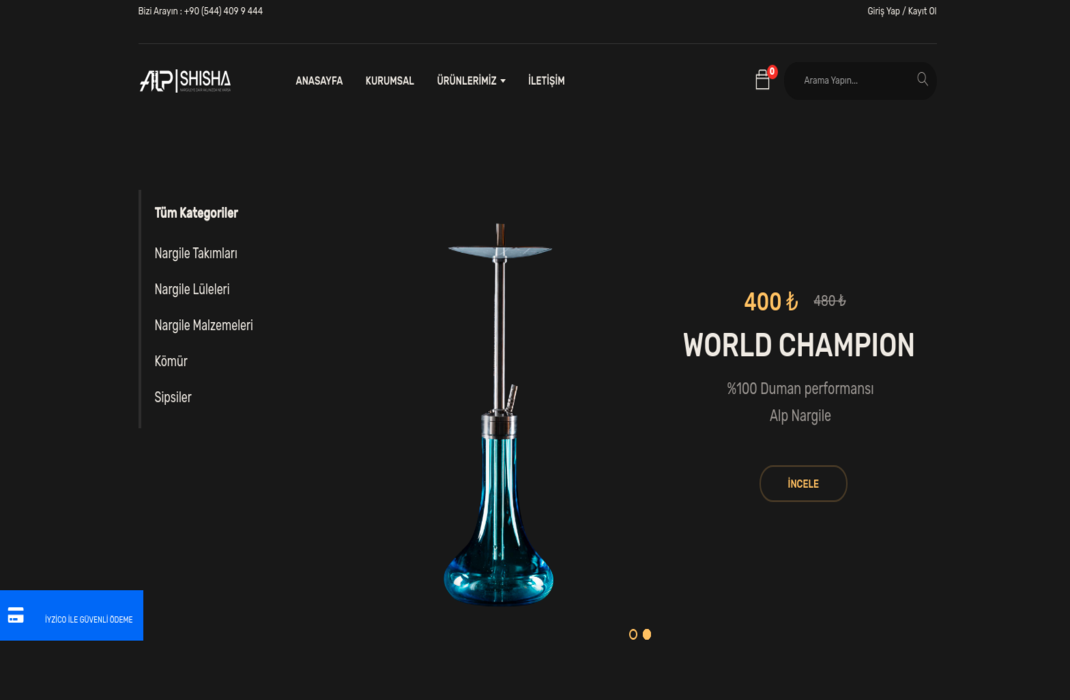 Bizi Arayın : +90 (544) 409 9 444
Giriş Yap / Kayıt Ol
ALP|SHISHA
ANASAYFA
KURUMSAL
ÜRÜNLERİMİZ
İLETİŞİM
0
Arama Yapın...
Tüm Kategoriler
Nargile Takımları
Nargile Lüleleri
Nargile Malzemeleri
Kömür
Sipsiler
400 ₺ 480 ₺
WORLD CHAMPION
%100 Duman performansı
Alp Nargile
İNCELE
İYZİCO İLE GÜVENLİ ÖDEME